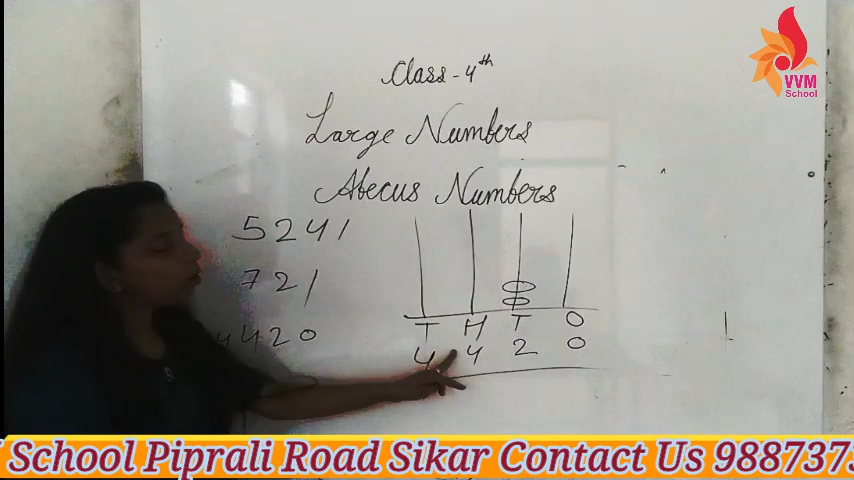 VVM
School
Class - 4th
Large Numbers
Abecus Numbers
5241
721
4420
T H T O
4 4 2 0
School Piprali Road Sikar Contact Us 988737